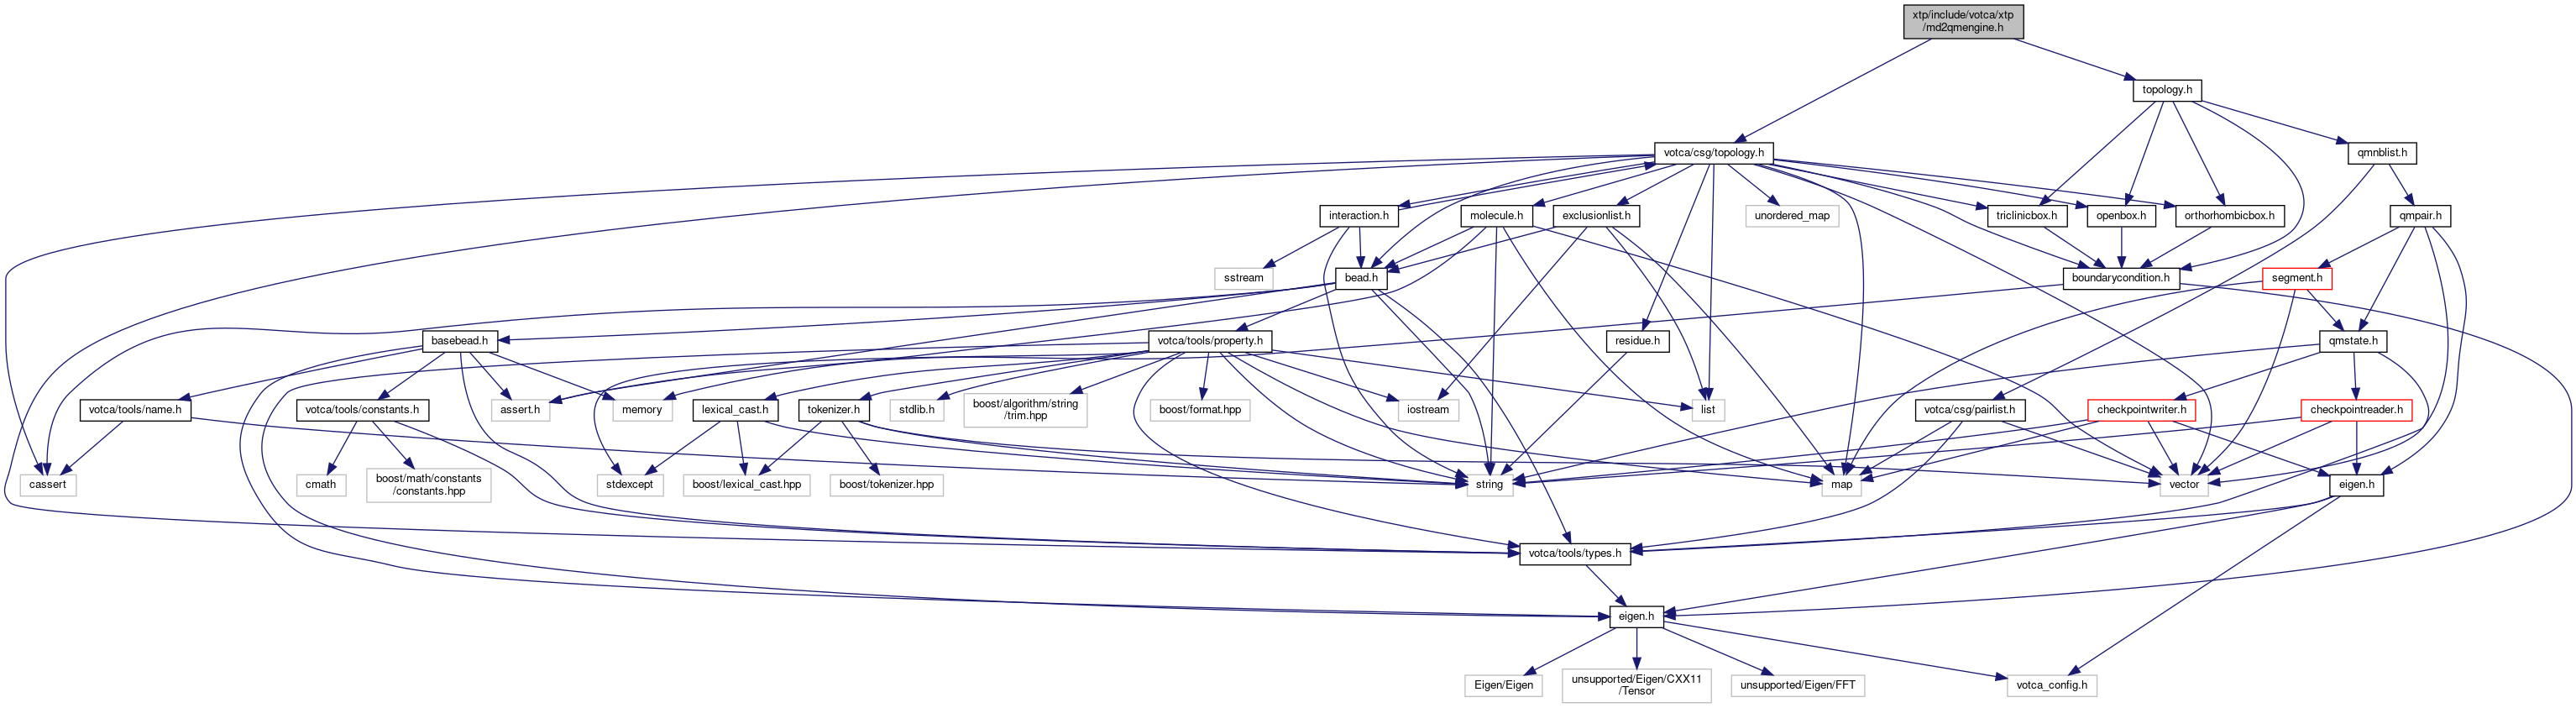 xtp/include/votca/xtp
/md2qmengine.h
topology.h
votca/csg/topology.h
qmnblist.h
interaction.h
molecule.h
exclusionlist.h
unordered_map
triclinicbox.h
openbox.h
orthorhombicbox.h
qmpair.h
sstream
bead.h
boundarycondition.h
segment.h
basebead.h
votca/tools/property.h
residue.h
qmstate.h
votca/tools/name.h
votca/tools/constants.h
assert.h
memory
lexical_cast.h
tokenizer.h
stdlib.h
boost/algorithm/string
/trim.hpp
boost/format.hpp
iostream
list
votca/csg/pairlist.h
checkpointwriter.h
checkpointreader.h
cassert
cmath
boost/math/constants
/constants.hpp
stdexcept
boost/lexical_cast.hpp
boost/tokenizer.hpp
string
map
vector
eigen.h
votca/tools/types.h
eigen.h
Eigen/Eigen
unsupported/Eigen/CXX11
/Tensor
unsupported/Eigen/FFT
votca_config.h